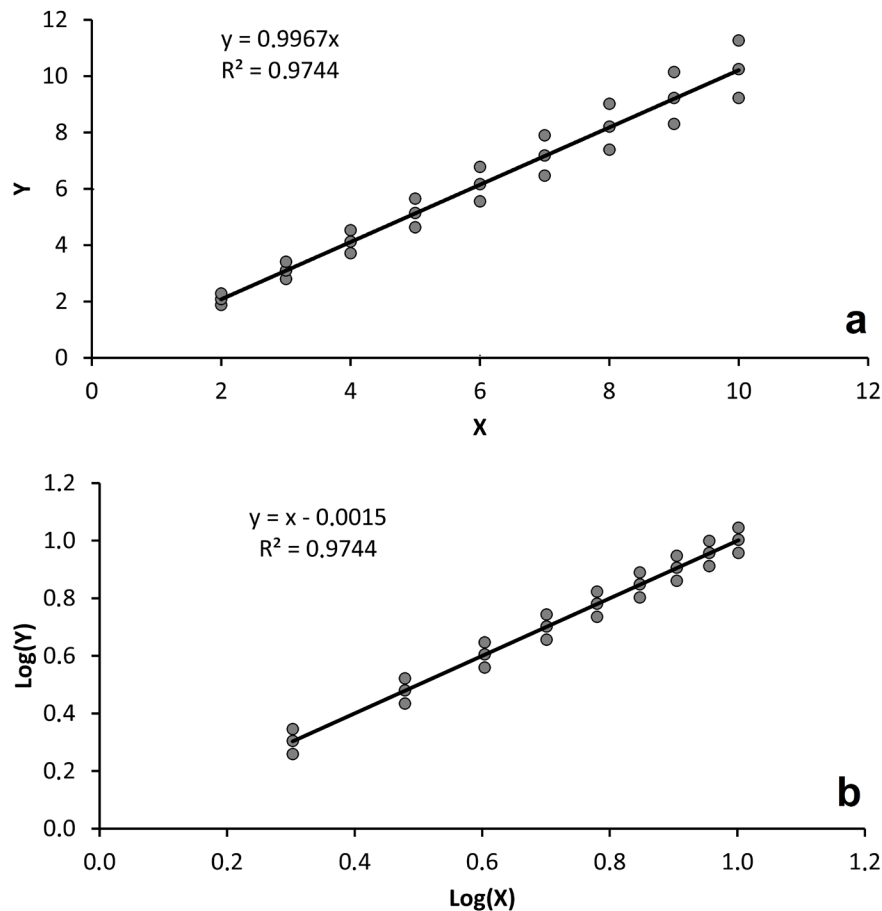 y = 0.9967x
R² = 0.9744
12
10
8
6
4
2
0
Y
0 2 4 6 8 10 12
X
a
y = x - 0.0015
R² = 0.9744
1.2
1.0
0.8
0.6
0.4
0.2
0.0
Log(Y)
0.0 0.2 0.4 0.6 0.8 1.0 1.2
Log(X)
b